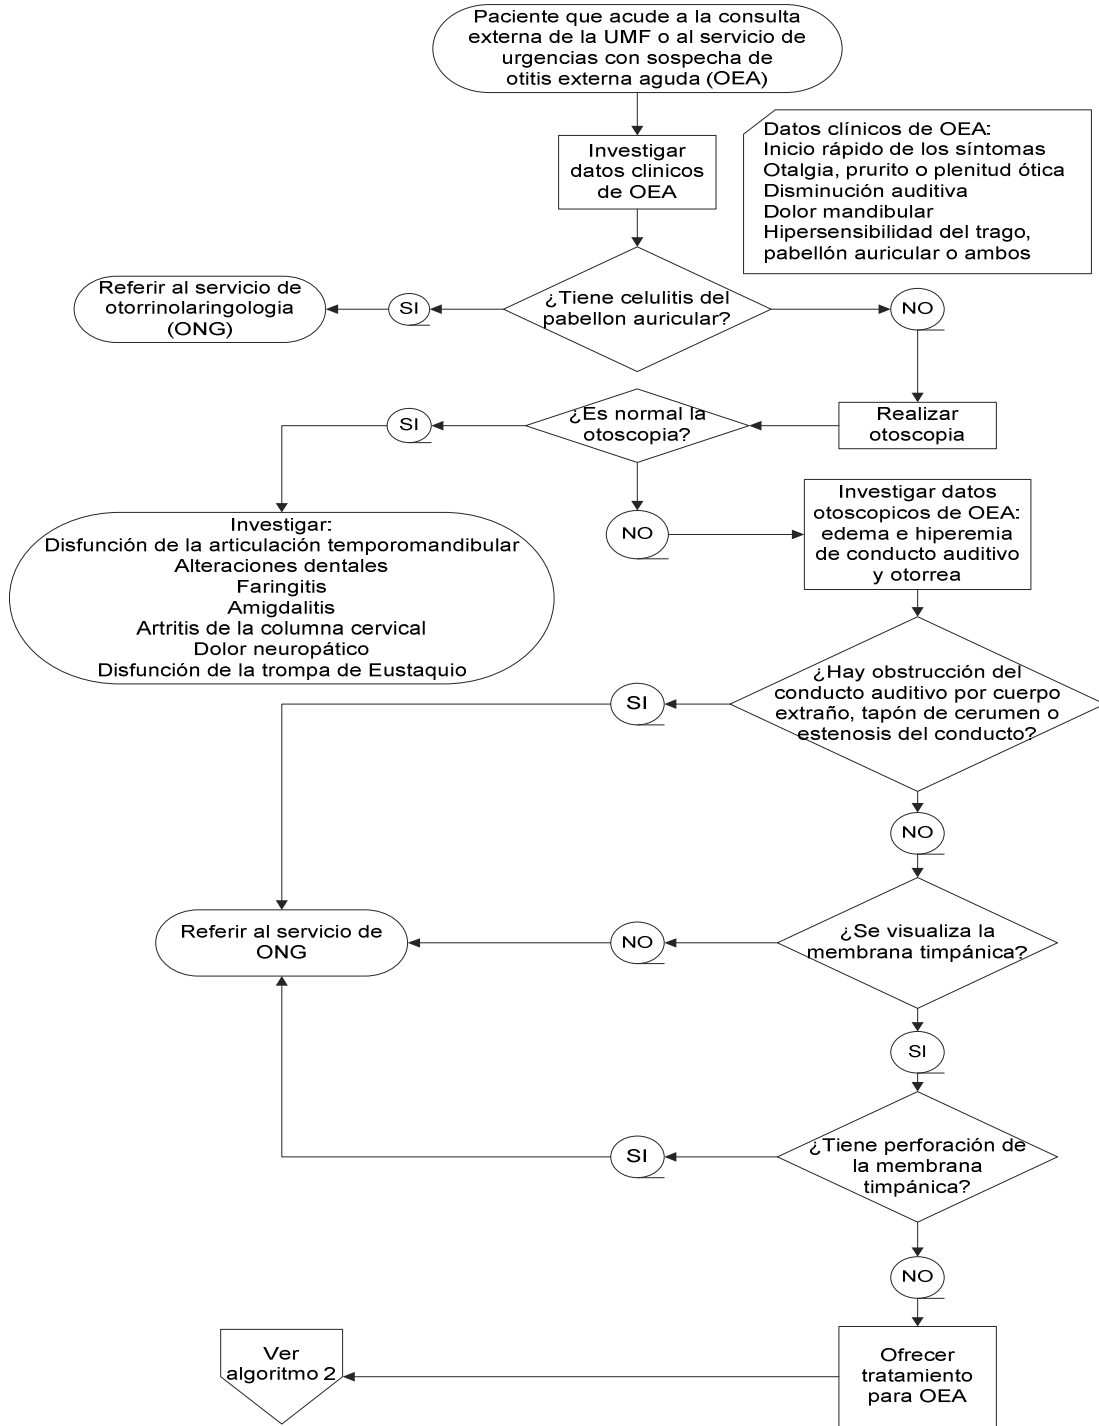 Paciente que acude a la consulta
externa de la UMF o al servicio de
urgencias con sospecha de
otitis externa aguda (OEA)
Investigar
datos clinicos
de OEA
Datos clínicos de OEA:
Inicio rápido de los síntomas
Otalgia, prurito o plenitud ótica
Disminución auditiva
Dolor mandibular
Hipersensibilidad del trago,
pabellón auricular o ambos
¿Tiene celulitis del
pabellon auricular?
SI
Referir al servicio de
otorrinolaringologia
(ONG)
NO
Realizar
otoscopia
¿Es normal la
otoscopia?
SI
Investigar:
Disfunción de la articulación temporomandibular
Alteraciones dentales
Faringitis
Amigdalitis
Artritis de la columna cervical
Dolor neuropático
Disfunción de la trompa de Eustaquio
NO
Investigar datos
otoscopicos de OEA:
edema e hiperemia
de conducto auditivo
y otorrea
¿Hay obstrucción del
conducto auditivo por cuerpo
extraño, tapón de cerumen o
estenosis del conducto?
SI
NO
¿Se visualiza la
membrana timpánica?
NO
Referir al servicio de
ONG
SI
¿Tiene perforación de
la membrana
timpánica?
SI
NO
Ofrecer
tratamiento
para OEA
Ver
algoritmo 2